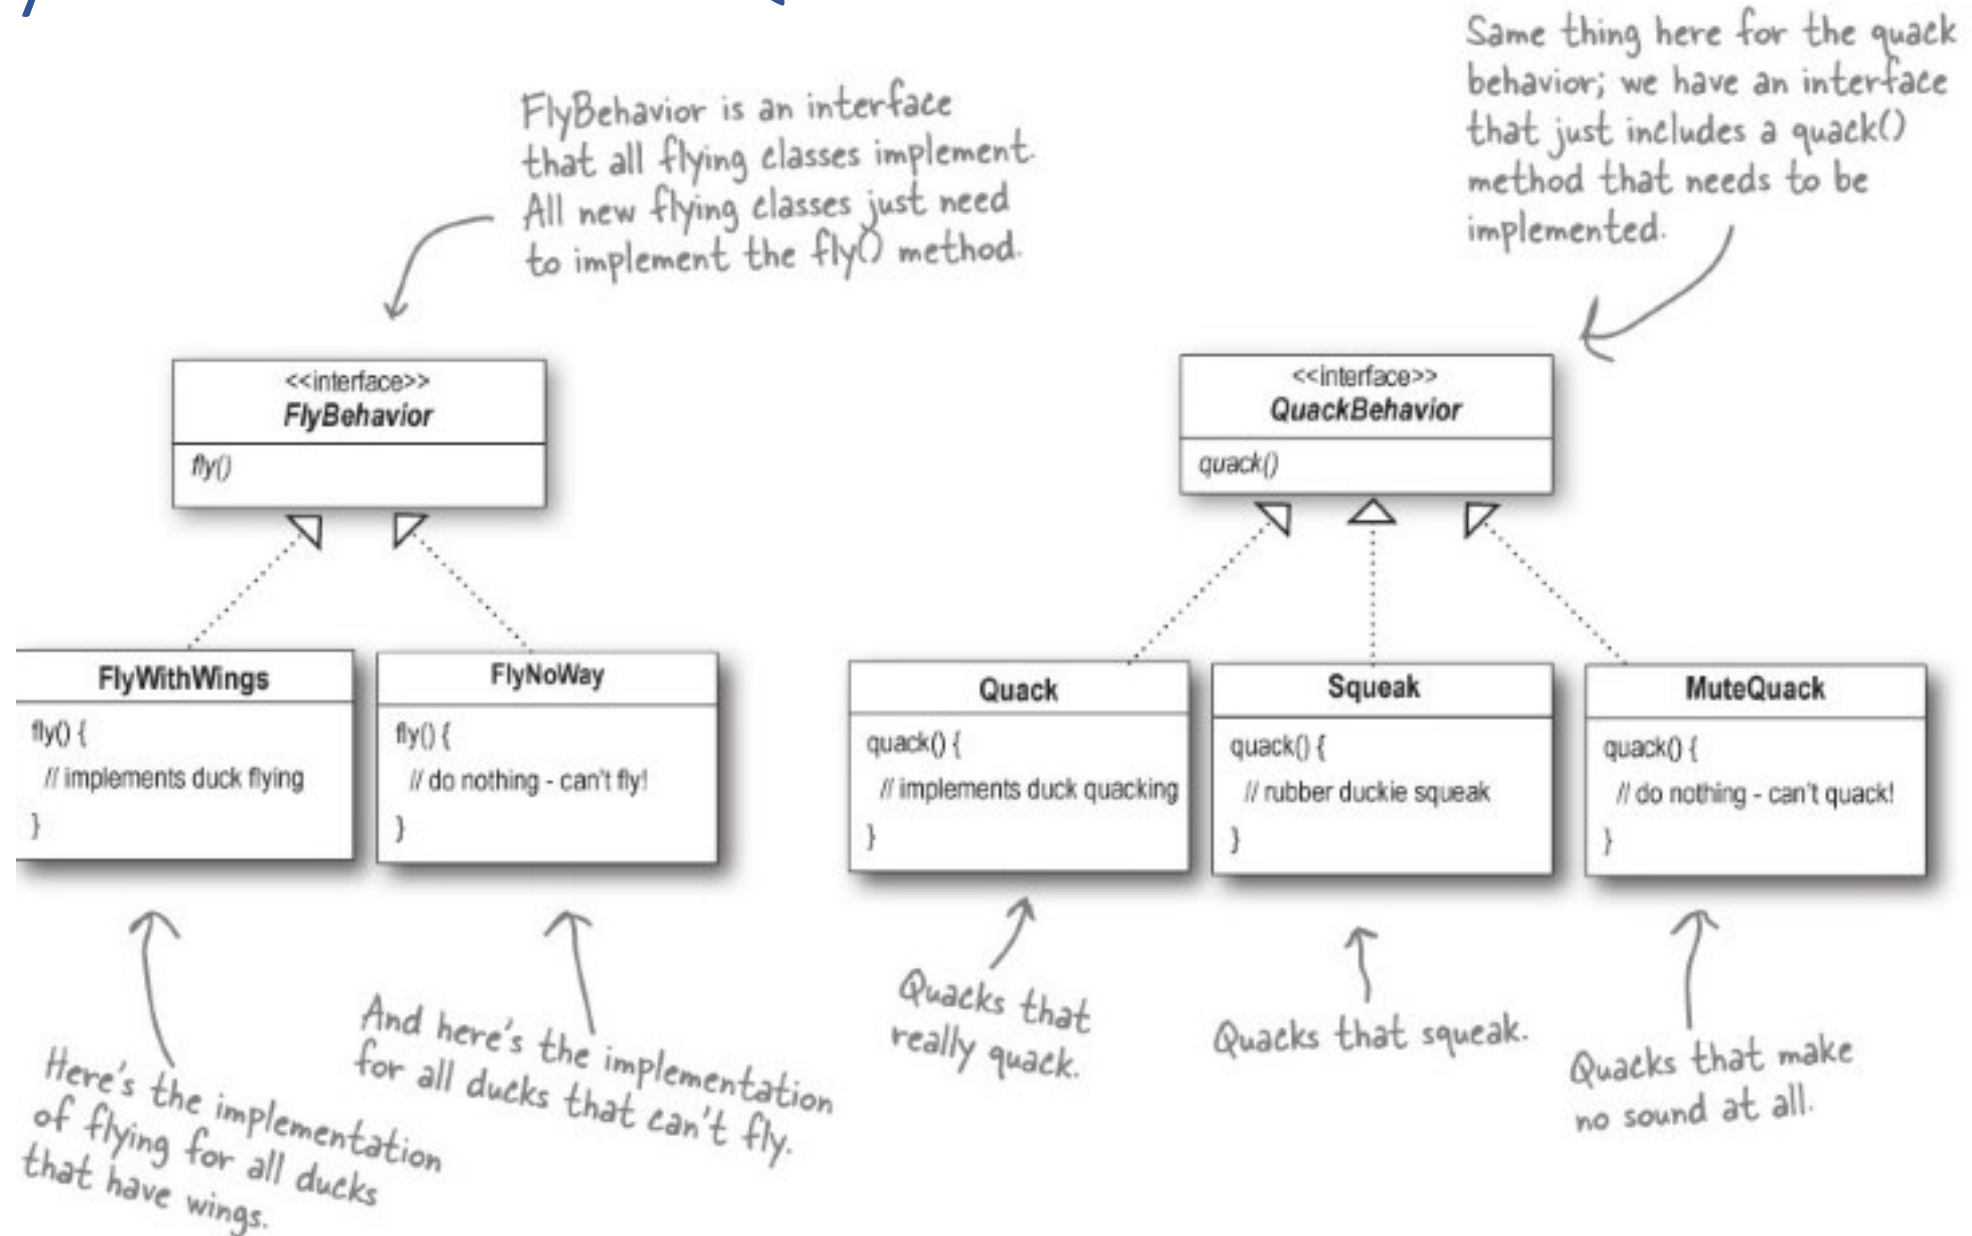 FlyBehavior is an interface
that all flying classes implement.
All new flying classes just need
to implement the fly() method.
Same thing here for the quack
behavior; we have an interface
that just includes a quack()
method that needs to be
implemented.
<<interface>>
FlyBehavior
fly()
<<interface>>
QuackBehavior
quack()
FlyWithWings
fly() {
// implements duck flying
}
FlyNoWay
fly() {
// do nothing - can't fly!
}
Quack
quack() {
// implements duck quacking
}
Squeak
quack() {
// rubber duckie squeak
}
MuteQuack
quack() {
// do nothing - can't quack!
}
Here's the implementation
of flying for all ducks
that have wings.
And here's the implementation
for all ducks that can't fly.
Quacks that
really quack.
Quacks that squeak.
Quacks that make
no sound at all.